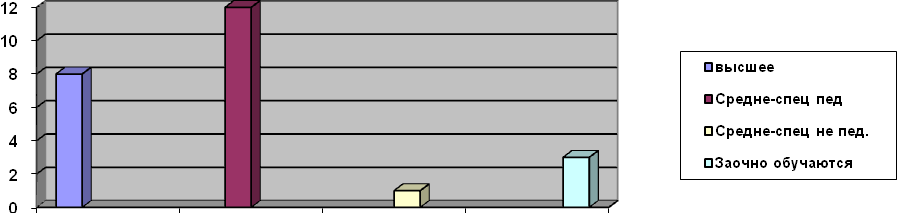 12
10
8
6
4
2
0
высшее
Средне-спец пед
Средне-спец не пед.
Заочно обучаются